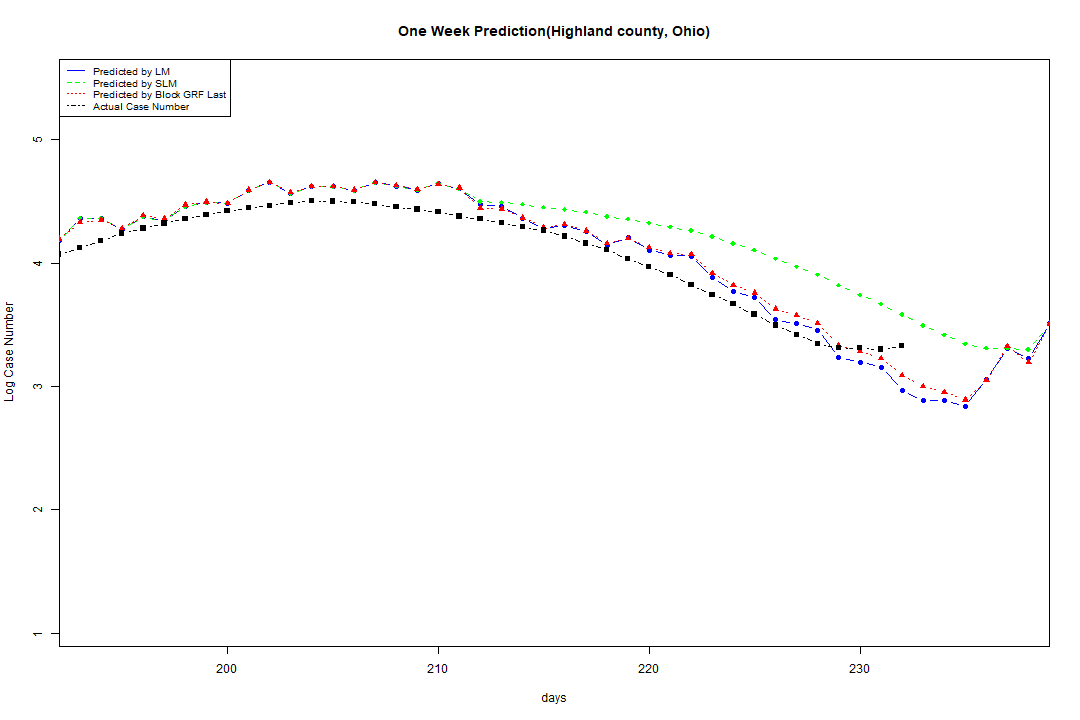 One Week Prediction(Highland county, Ohio)
Predicted by LM
Predicted by SLM
Predicted by Block GRF Last
Actual Case Number
5
4
3
2
1
Log Case Number
200 210 220 230
days